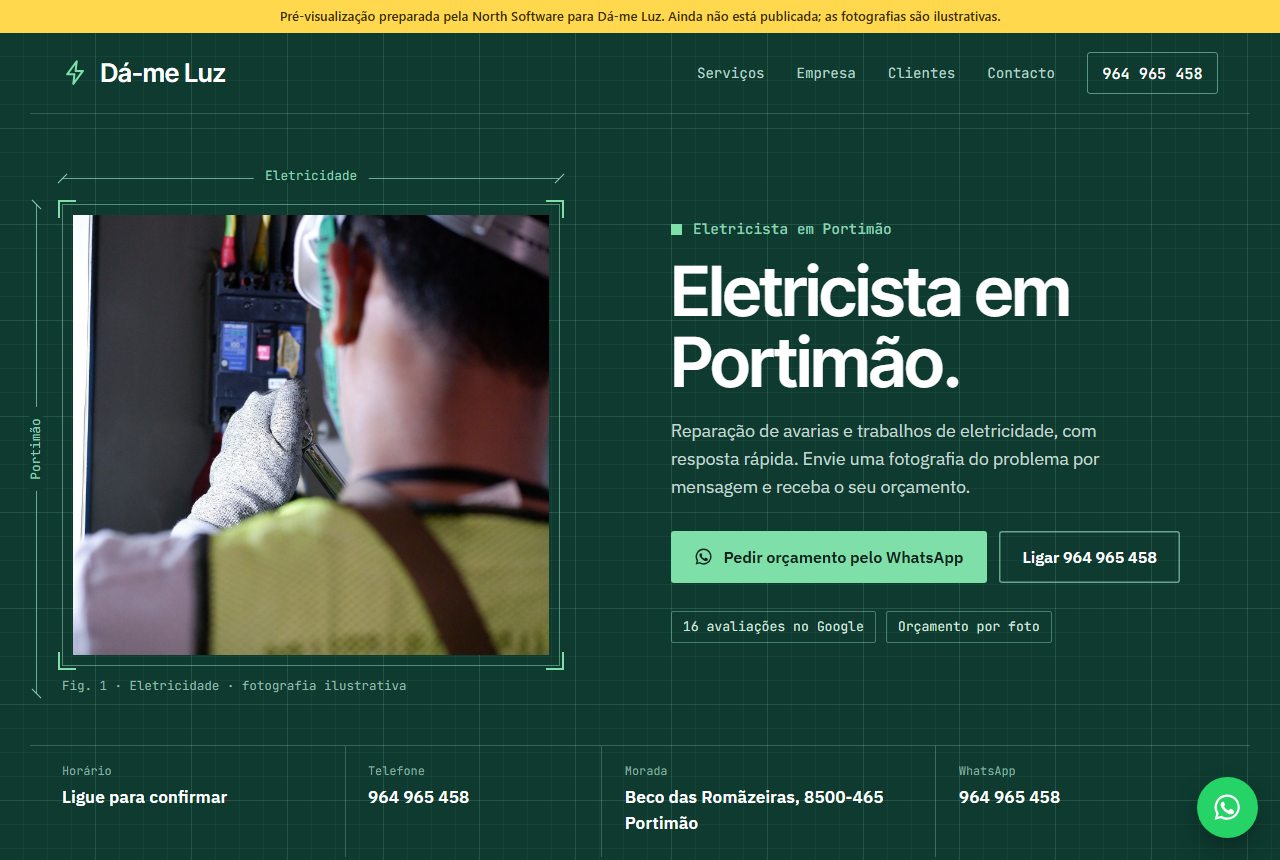 Pré-visualização preparada pela North Software para Dá-me Luz. Ainda não está publicada; as fotografias são ilustrativas.
Dá-me Luz
Serviços
Empresa
Clientes
Contacto
964 965 458
Eletricidade
Portimão
Eletricista em Portimão
Eletricista em
Portimão.
Reparação de avarias e trabalhos de eletricidade, com
resposta rápida. Envie uma fotografia do problema por
mensagem e receba o seu orçamento.
Pedir orçamento pelo WhatsApp
Ligar 964 965 458
16 avaliações no Google
Orçamento por foto
Fig. 1 · Eletricidade · fotografia ilustrativa
Horário
Ligue para confirmar
Telefone
964 965 458
Morada
Beco das Romãzeiras, 8500-465
Portimão
WhatsApp
964 965 458